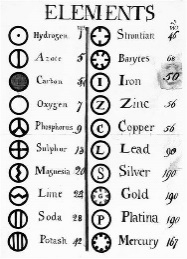 ELEMENTS
Hydrogen 1
Azote 5
Carbon
Oxygen 7
Phosphorus 9
Sulphur 13
Magnesia 20
Lime
Soda 28
Potash 42
Strontian 46
Barytes 68
I Iron 50
Z Zinc 56
C Copper 56
L Lead 90
S Silver 190
G Gold 190
P Platina 190
Mercury 167